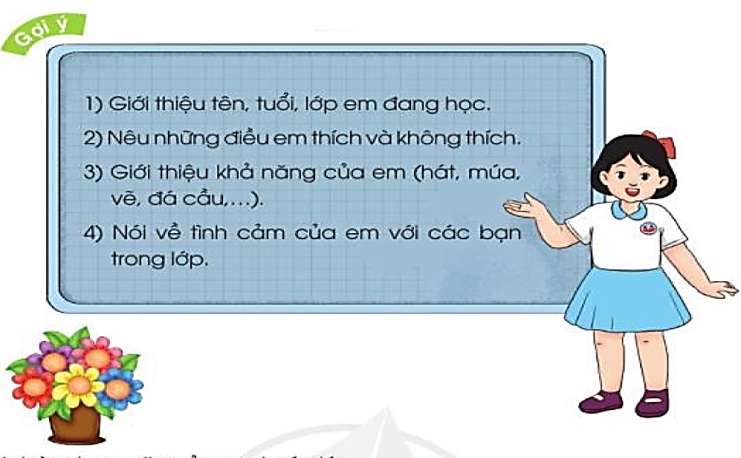 Gợi ý
1) Giới thiệu tên, tuổi, lớp em đang học.
2) Nêu những điều em thích và không thích.
3) Giới thiệu khả năng của em (hát, múa,
vẽ, đá cầu,...).
4) Nói về tình cảm của em với các bạn
trong lớp.